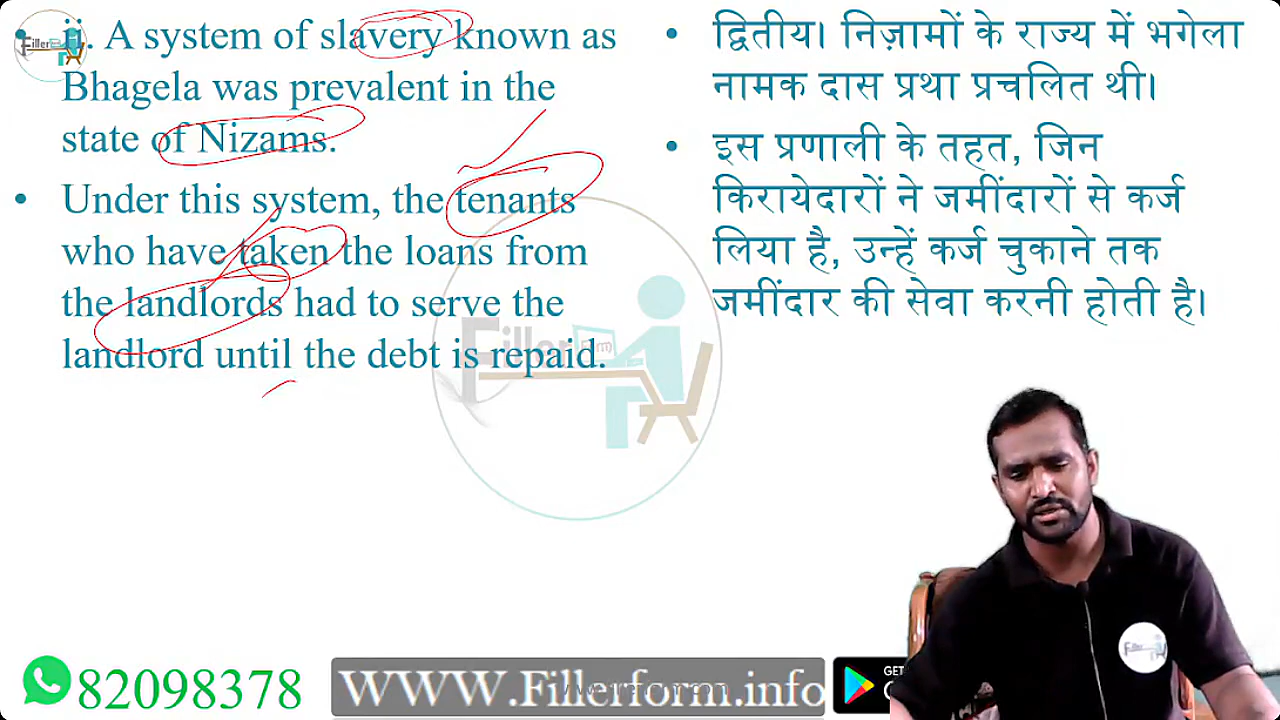 ii. A system of slavery known as
Bhagela was prevalent in the
state of Nizams.
Under this system, the tenants
who have taken the loans from
the landlords had to serve the
landlord until the debt is repaid.
द्वितीय। निज़ामों के राज्य में भगेला
नामक दास प्रथा प्रचलित थी।
इस प्रणाली के तहत, जिन
किरायेदारों ने जमींदारों से कर्ज
लिया है, उन्हें कर्ज चुकाने तक
जमींदार की सेवा करनी होती है।
82098378
WWW.Fillerform.info
GET